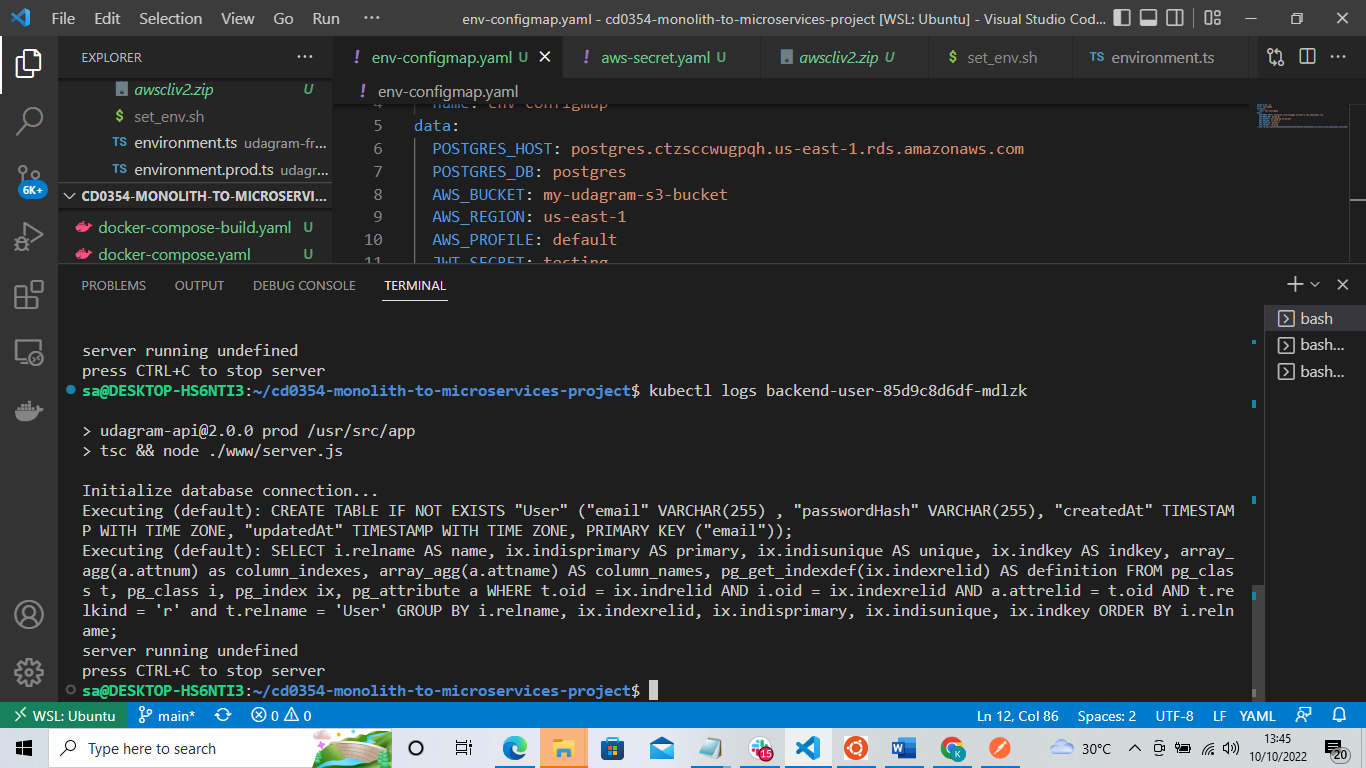 File Edit Selection View Go Run ··· env-configmap.yaml - cd0354-monolith-to-microservices-project [WSL: Ubuntu] - Visual Studio Cod...
EXPLORER ···
awscliv2.zip U
$ set_env.sh
TS environment.ts udagram-fr...
TS environment.prod.ts udagr...
CD0354-MONOLITH-TO-MICROSERVI...
docker-compose-build.yaml U
docker-compose.yaml U
6K+
! env-configmap.yaml U ! aws-secret.yaml U awscliv2.zip U $ set_env.sh TS environment.ts
! env-configmap.yaml
4 name: env-configmap
5 data:
6 POSTGRES_HOST: postgres.ctzsccwugpqh.us-east-1.rds.amazonaws.com
7 POSTGRES_DB: postgres
8 AWS_BUCKET: my-udagram-s3-bucket
9 AWS_REGION: us-east-1
10 AWS_PROFILE: default
11 JWT_SECRET: testing
PROBLEMS OUTPUT DEBUG CONSOLE TERMINAL
bash
bash...
bash...
server running undefined
press CTRL+C to stop server
sa@DESKTOP-HS6NTI3:~/cd0354-monolith-to-microservices-project$ kubectl logs backend-user-85d9c8d6df-mdlzk
> udagram-api@2.0.0 prod /usr/src/app
> tsc && node ./www/server.js
Initialize database connection...
Executing (default): CREATE TABLE IF NOT EXISTS "User" ("email" VARCHAR(255) , "passwordHash" VARCHAR(255), "createdAt" TIMESTAM
P WITH TIME ZONE, "updatedAt" TIMESTAMP WITH TIME ZONE, PRIMARY KEY ("email"));
Executing (default): SELECT i.relname AS name, ix.indisprimary AS primary, ix.indisunique AS unique, ix.indkey AS indkey, array_
agg(a.attnum) as column_indexes, array_agg(a.attname) AS column_names, pg_get_indexdef(ix.indexrelid) AS definition FROM pg_clas
s t, pg_class i, pg_index ix, pg_attribute a WHERE t.oid = ix.indrelid AND i.oid = ix.indexrelid AND a.attrelid = t.oid AND t.re
lkind = 'r' and t.relname = 'User' GROUP BY i.relname, ix.indexrelid, ix.indisprimary, ix.indisunique, ix.indkey ORDER BY i.reln
ame;
server running undefined
press CTRL+C to stop server
sa@DESKTOP-HS6NTI3:~/cd0354-monolith-to-microservices-project$
WSL: Ubuntu main* 0 0 Ln 12, Col 86 Spaces: 2 UTF-8 LF YAML
Type here to search 15 K 30°C 13:45
10/10/2022 20